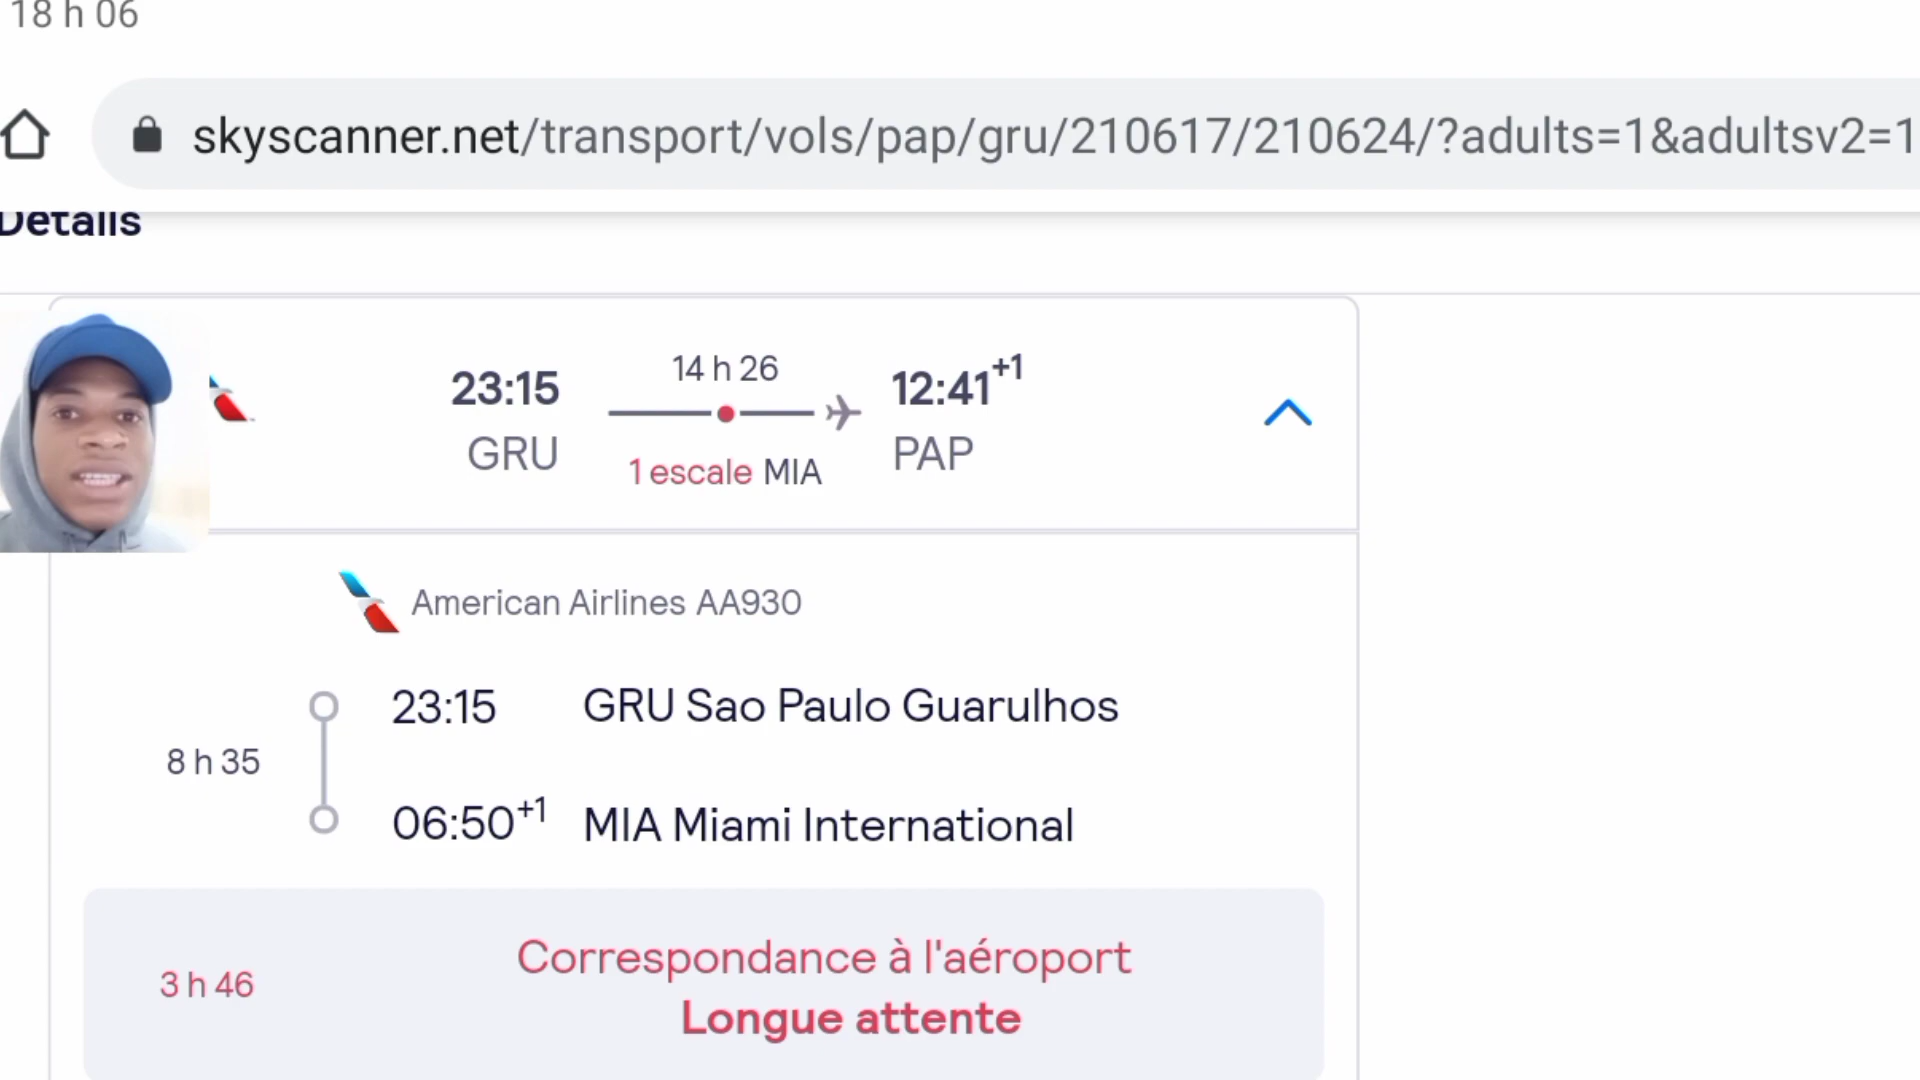 18 h 06
skyscanner.net/transport/vols/pap/gru/210617/210624/?adults=1&adultsv2=1
Détails
14 h 26
23:15
12:41+1
GRU
1 escale MIA
PAP
American Airlines AA930
23:15 GRU Sao Paulo Guarulhos
8 h 35
06:50+1 MIA Miami International
Correspondance à l'aéroport
3 h 46
Longue attente